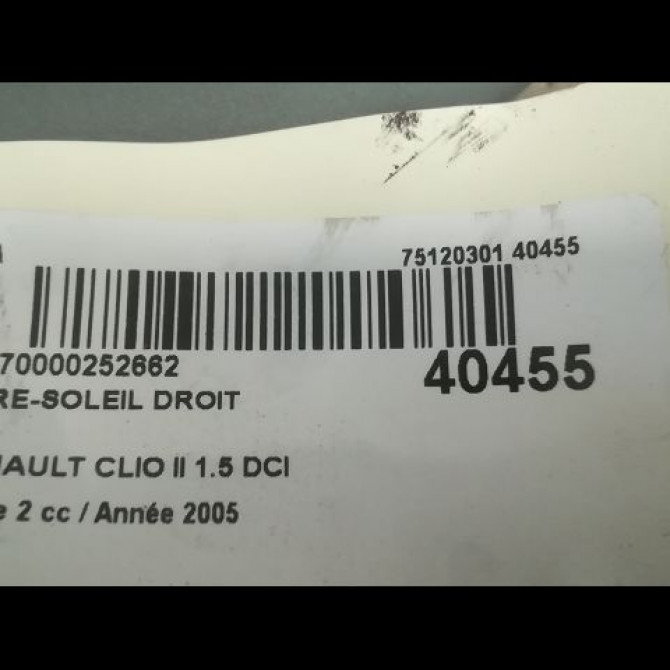 75120301 40455
70000252662
40455
RE-SOLEIL DROIT
AULT CLIO II 1.5 DCI
e 2 cc / Année 2005